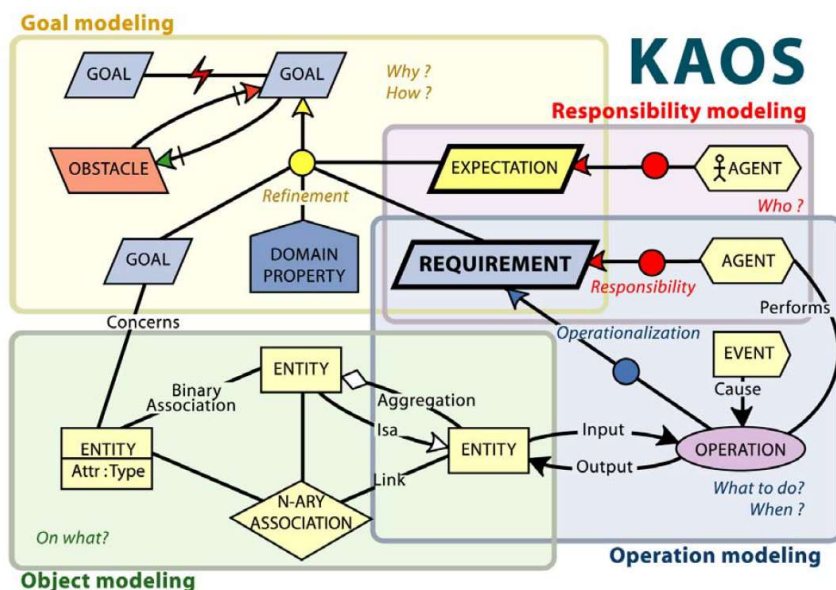 Goal modeling
KAOS
GOAL
GOAL
Why ?
How ?
Responsibility modeling
OBSTACLE
EXPECTATION
AGENT
Refinement
Who ?
GOAL
DOMAIN
PROPERTY
REQUIREMENT
AGENT
Responsibility
Performs
Concerns
Operationalization
EVENT
ENTITY
Cause
Binary
Association
Aggregation
Isa
Input
ENTITY
Attr : Type
ENTITY
OPERATION
Output
Link
N-ARY
ASSOCIATION
What to do?
When ?
On what?
Operation modeling
Object modeling